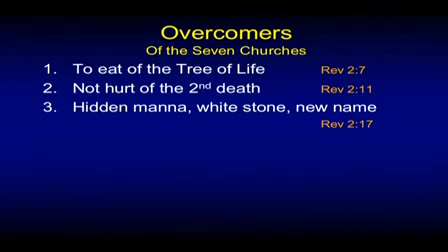 Overcomers
Of the Seven Churches
1. To eat of the Tree of Life Rev 2:7
2. Not hurt of the 2nd death Rev 2:11
3. Hidden manna, white stone, new name
Rev 2:17